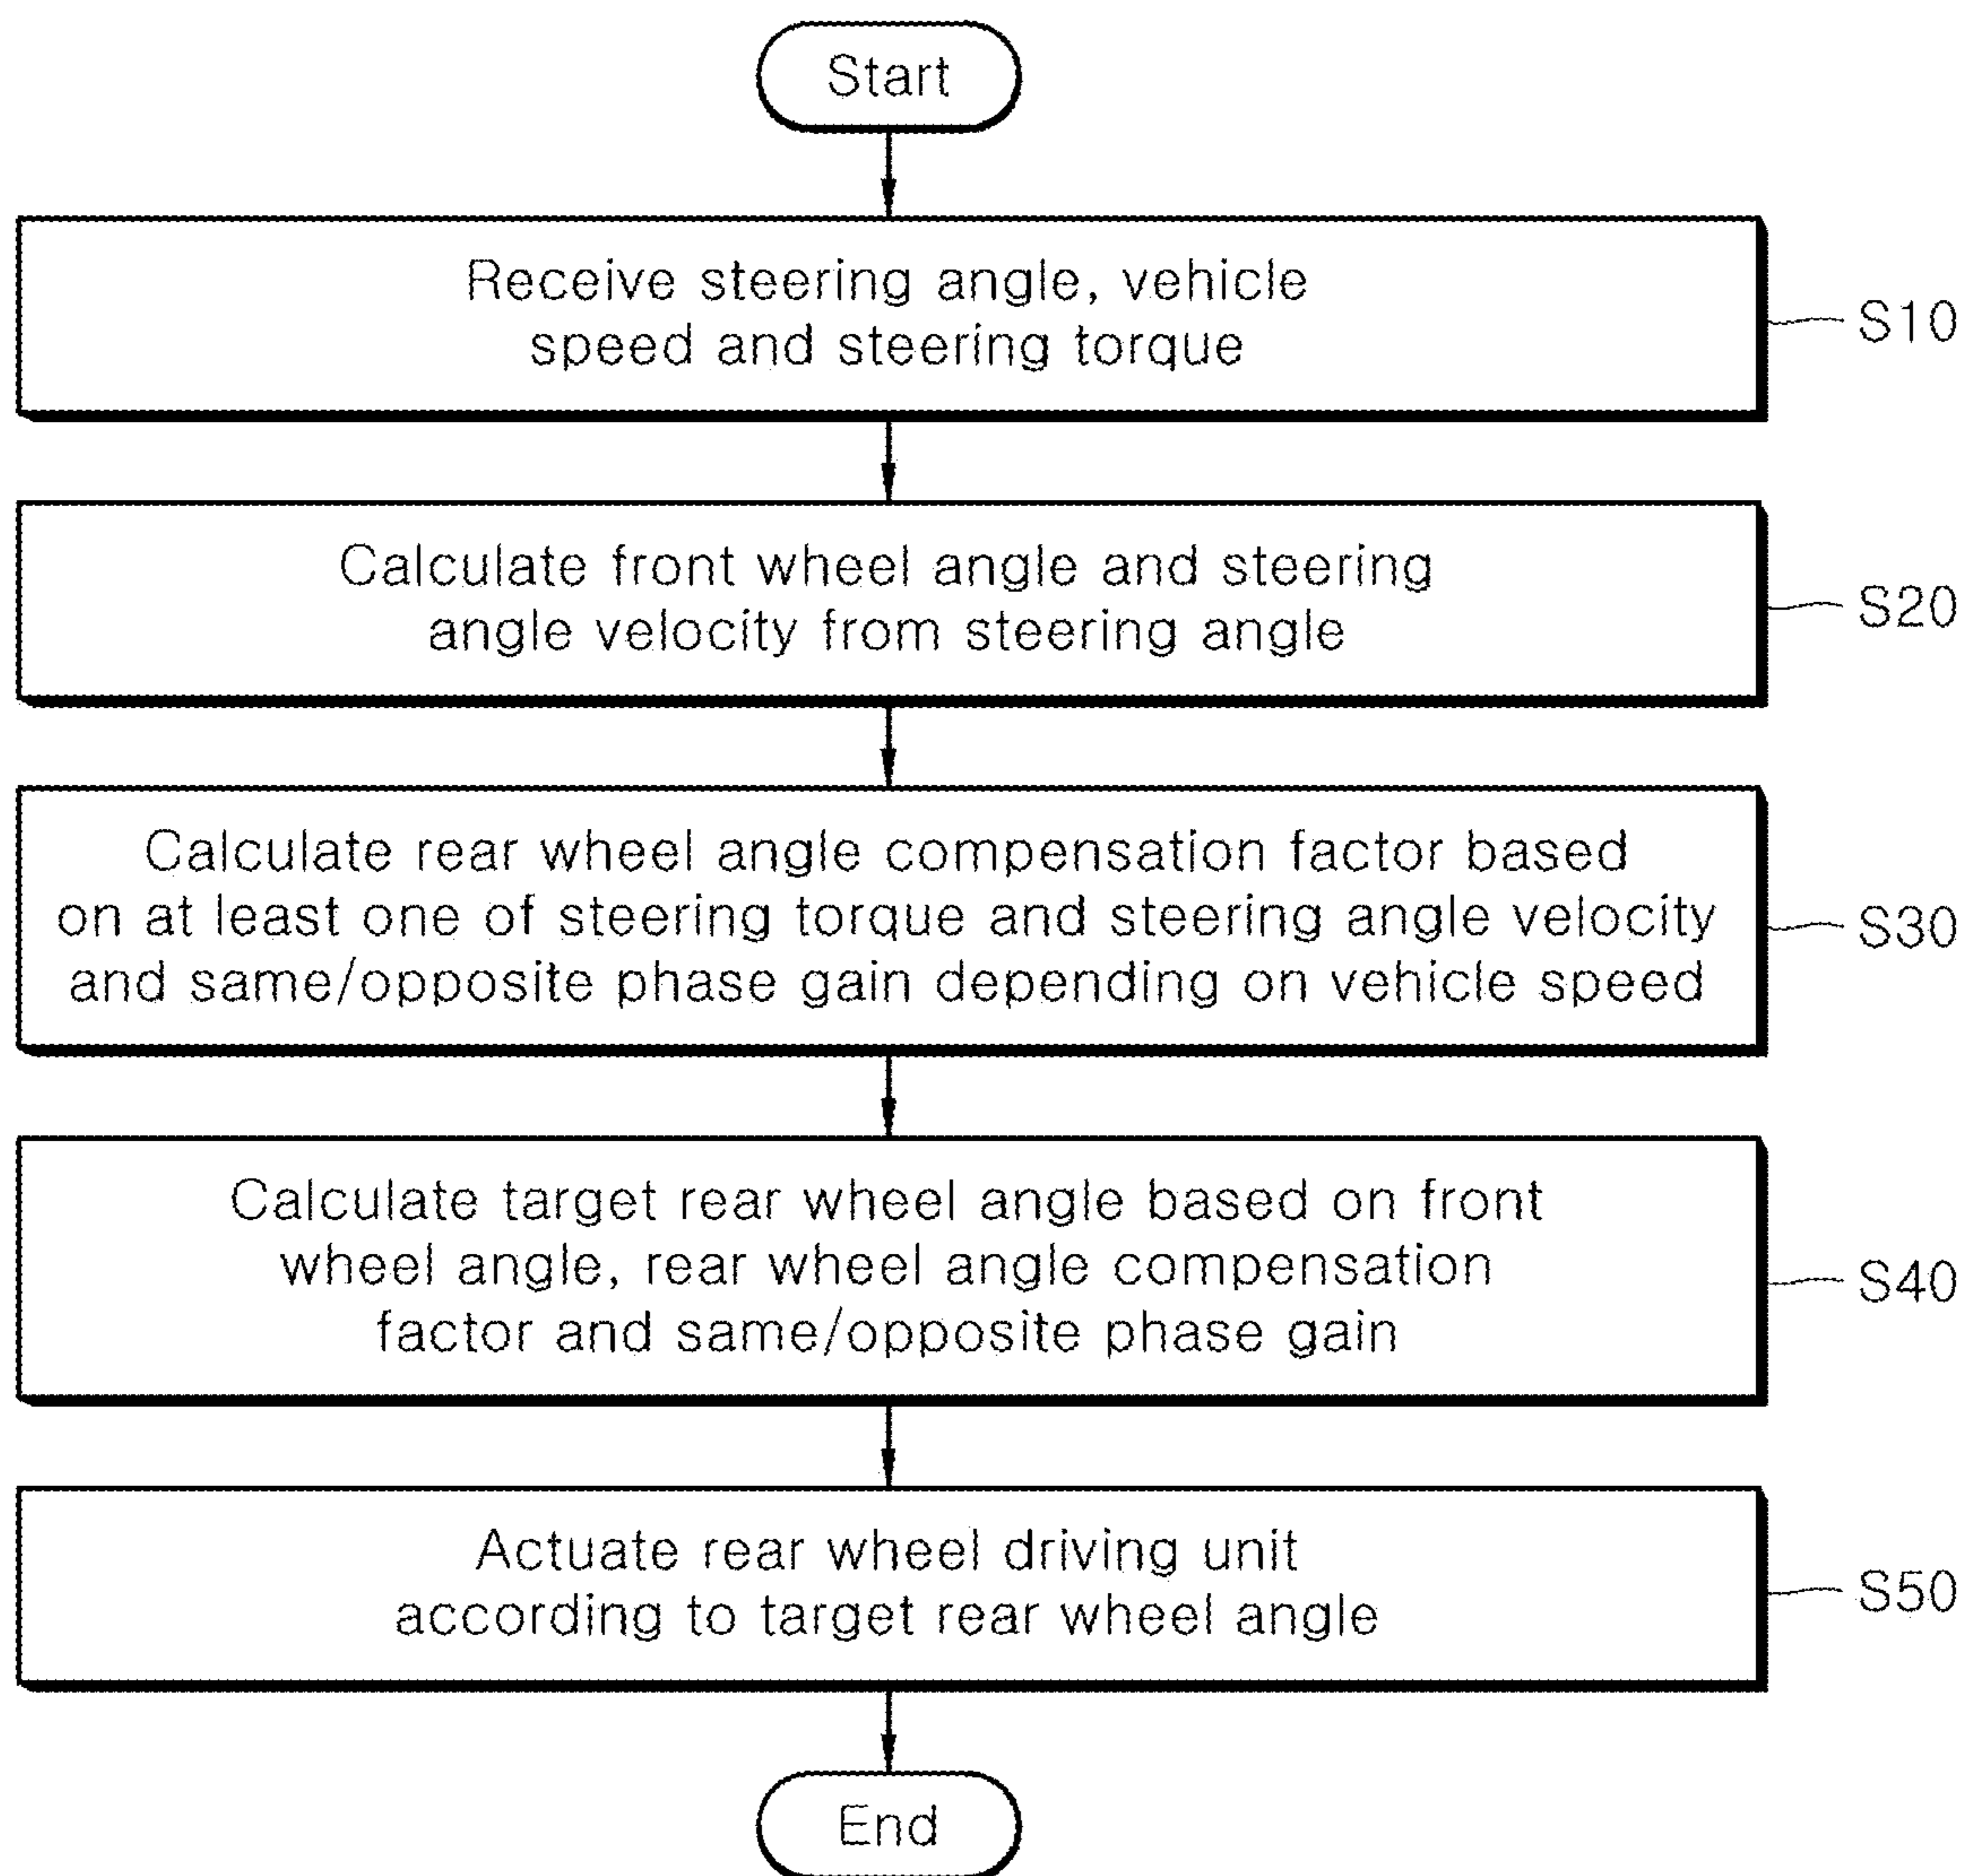 Start
Receive steering angle, vehicle
speed and steering torque
S10
Calculate front wheel angle and steering
angle velocity from steering angle
S20
Calculate rear wheel angle compensation factor based
on at least one of steering torque and steering angle velocity
and same/opposite phase gain depending on vehicle speed
S30
Calculate target rear wheel angle based on front
wheel angle, rear wheel angle compensation
factor and same/opposite phase gain
S40
Actuate rear wheel driving unit
according to target rear wheel angle
S50
End